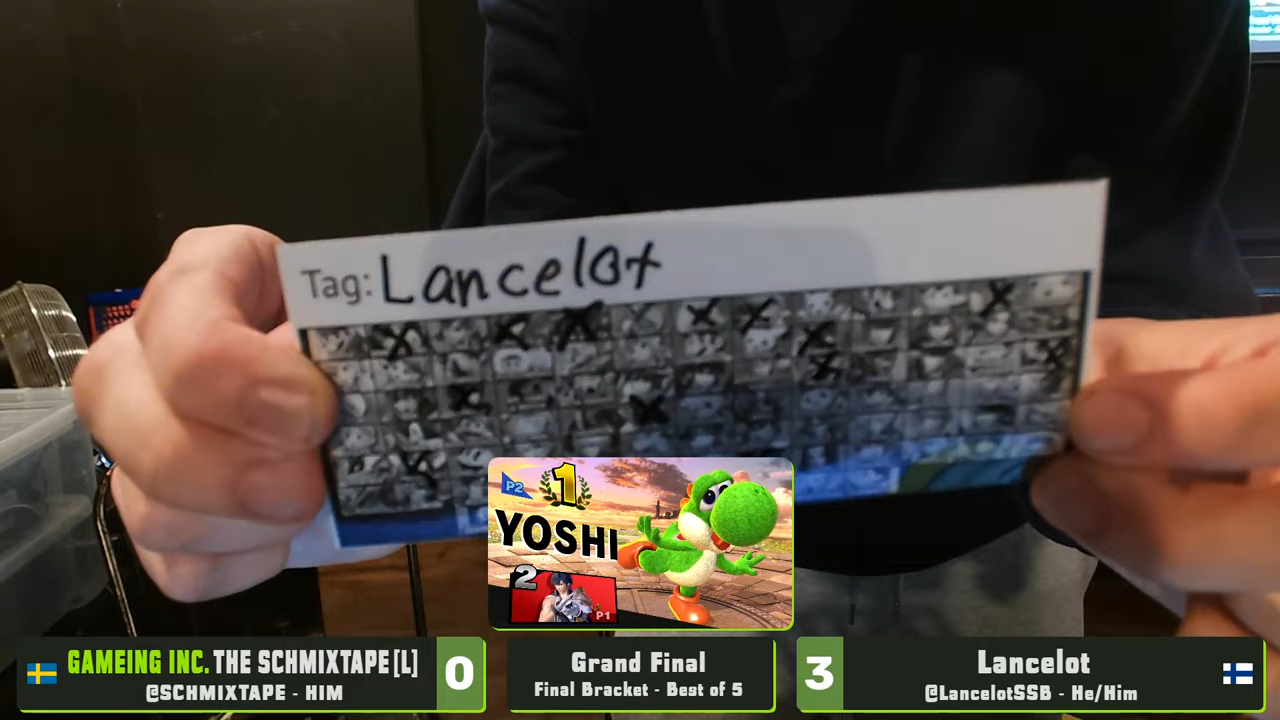 Tag: Lancelot
P2 1
YOSHI
2
P1
GAMEING INC. THE SCHMIXTAPE [L]
@SCHMIXTAPE - HIM
0
Grand Final
Final Bracket - Best of 5
3
Lancelot
@LancelotSSB - He/Him